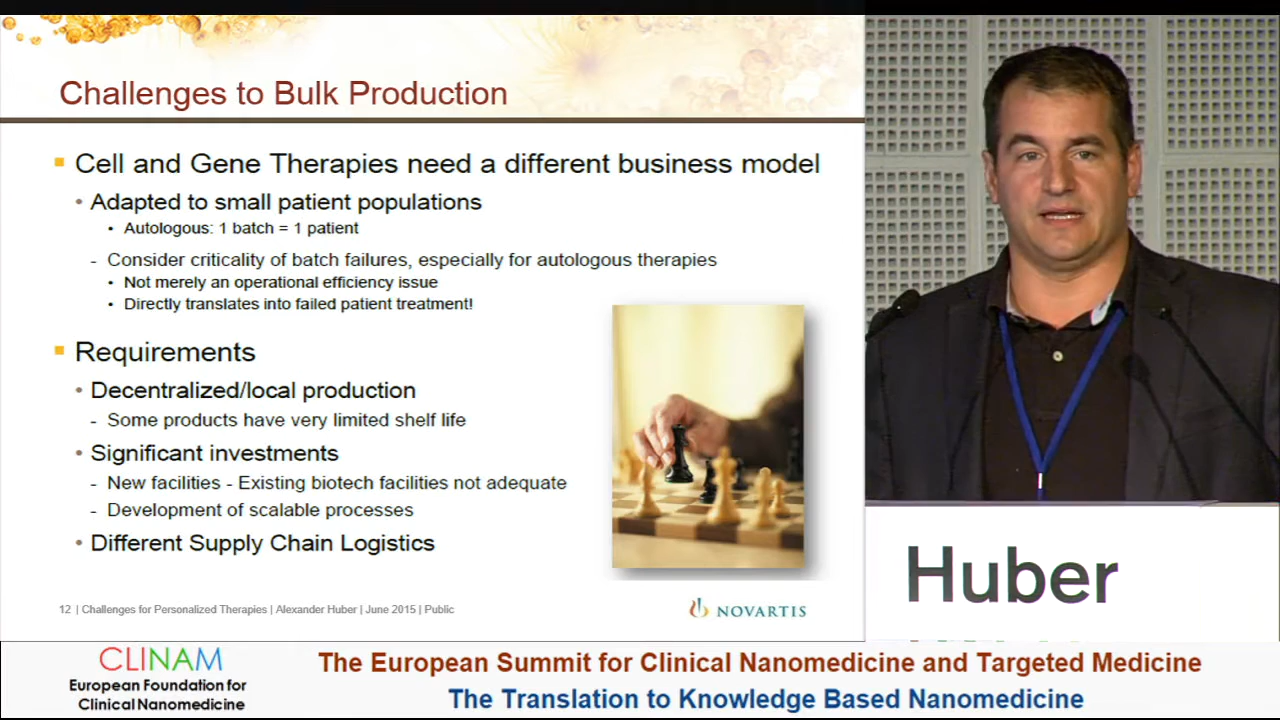 Challenges to Bulk Production
Cell and Gene Therapies need a different business model
Adapted to small patient populations
Autologous: 1 batch = 1 patient
- Consider criticality of batch failures, especially for autologous therapies
Not merely an operational efficiency issue
Directly translates into failed patient treatment!
Requirements
Decentralized/local production
- Some products have very limited shelf life
Significant investments
- New facilities - Existing biotech facilities not adequate
- Development of scalable processes
Different Supply Chain Logistics
12 | Challenges for Personalized Therapies | Alexander Huber | June 2015 | Public
NOVARTIS
Huber
CLINAM
European Foundation for
Clinical Nanomedicine
The European Summit for Clinical Nanomedicine and Targeted Medicine
The Translation to Knowledge Based Nanomedicine